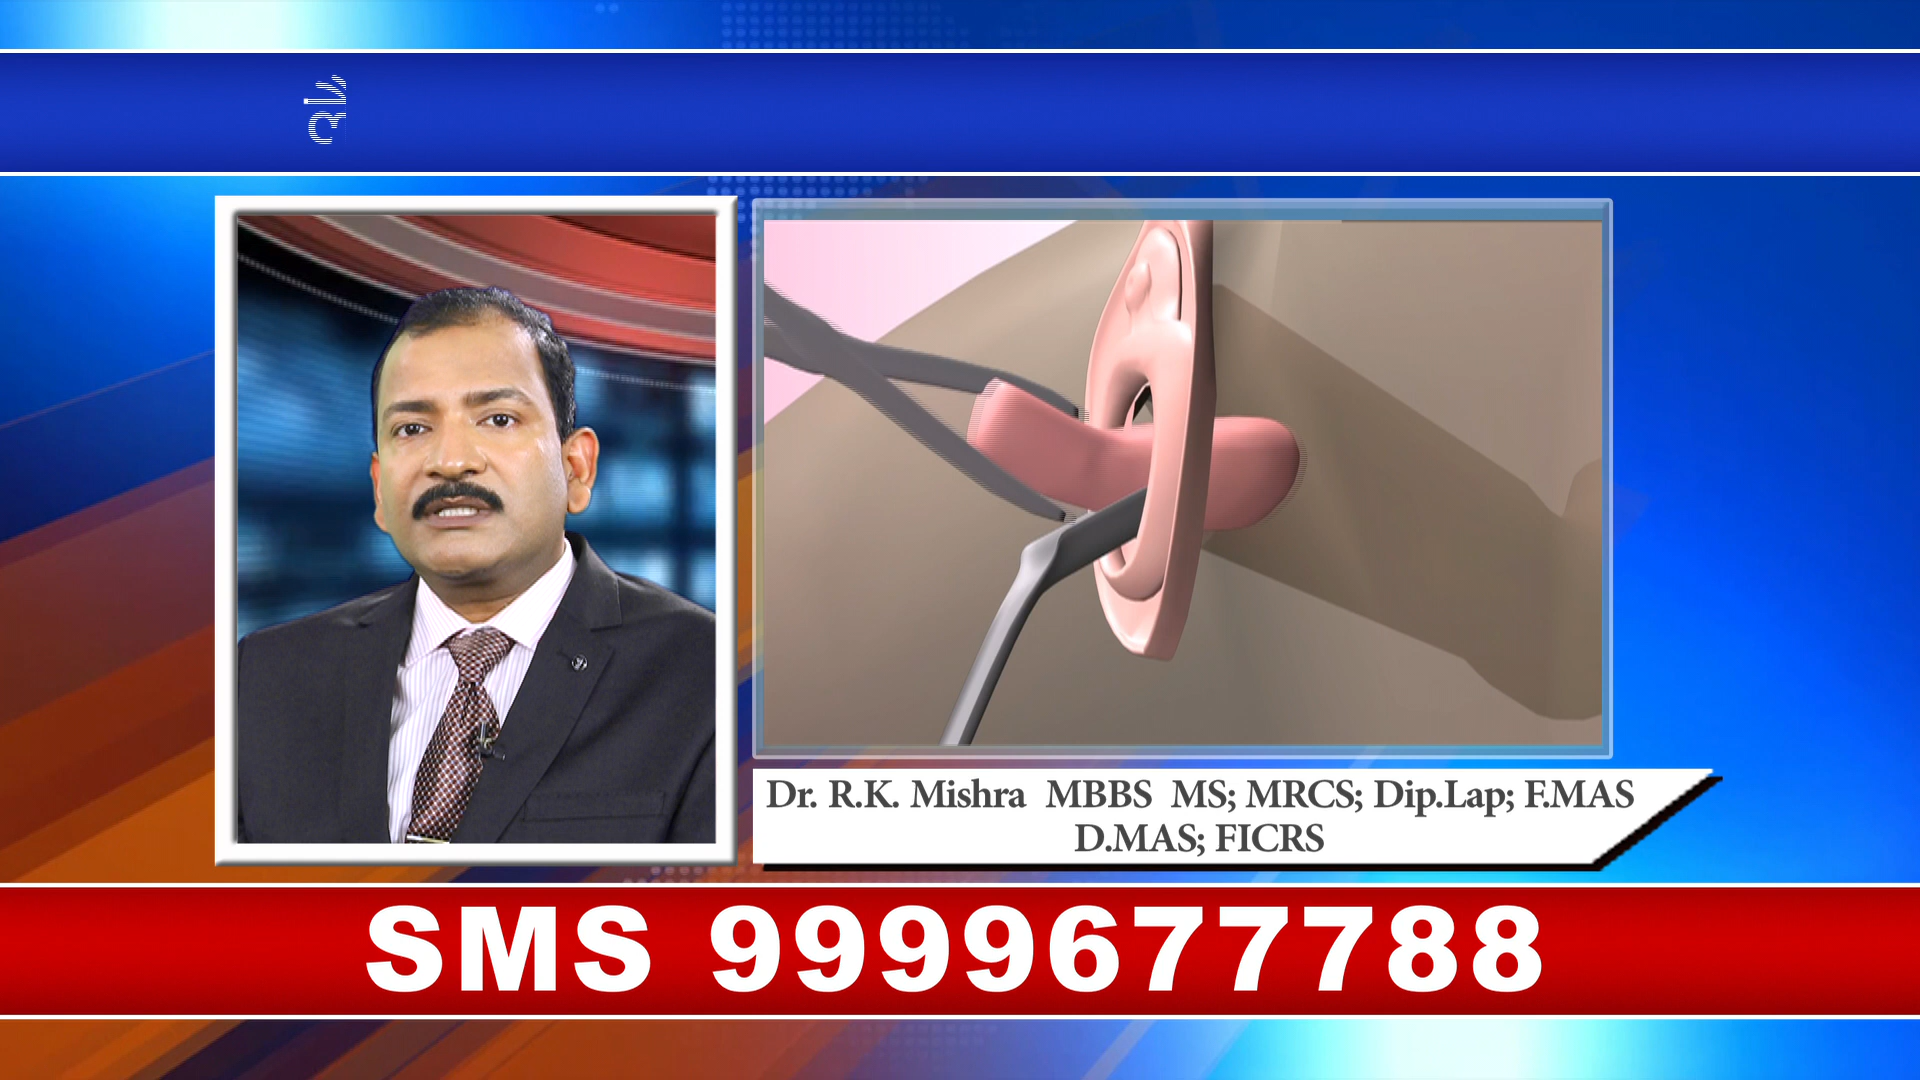 Dr. R.K. Mishra MBBS MS; MRCS; Dip.Lap; F.MAS
D.MAS; FICRS
SMS 9999677788